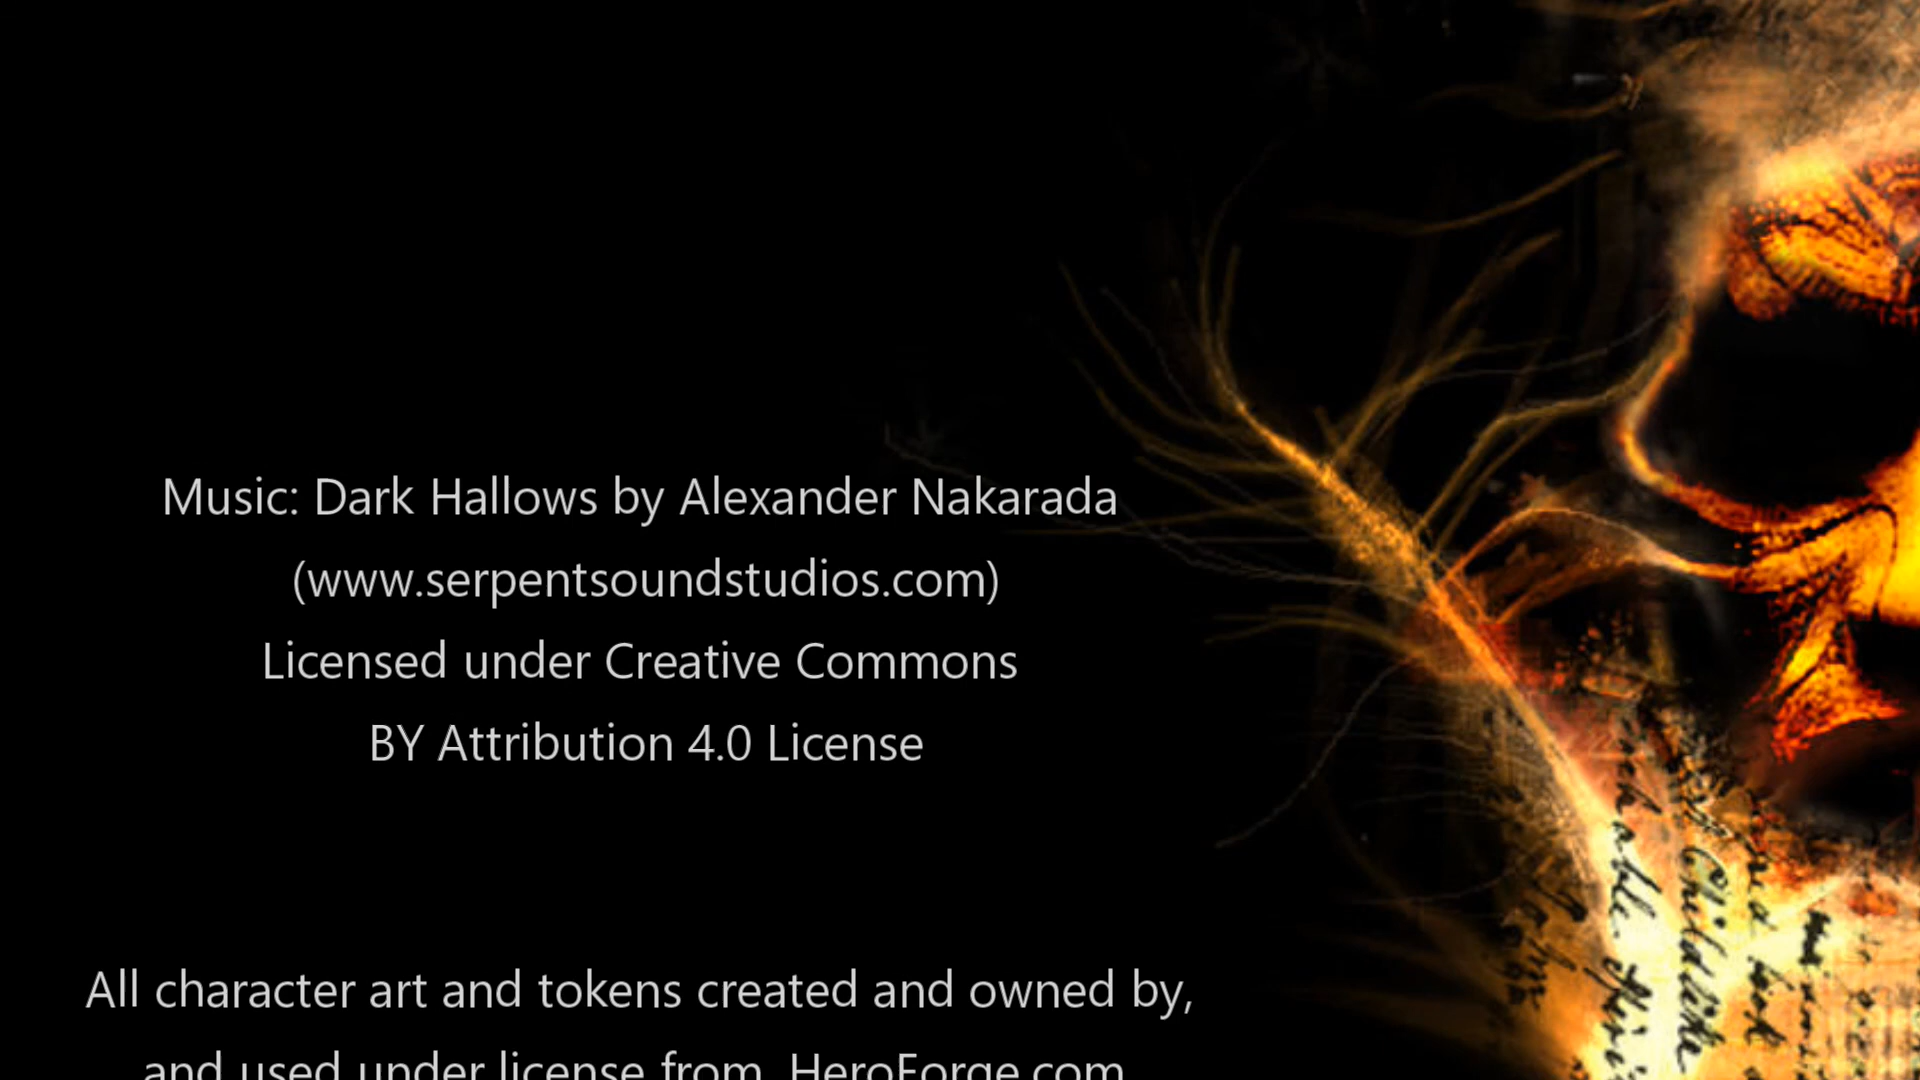 Music: Dark Hallows by Alexander Nakarada
(www.serpentsoundstudios.com)
Licensed under Creative Commons
BY Attribution 4.0 License
All character art and tokens created and owned by,
and used under license from, HeroForge.com